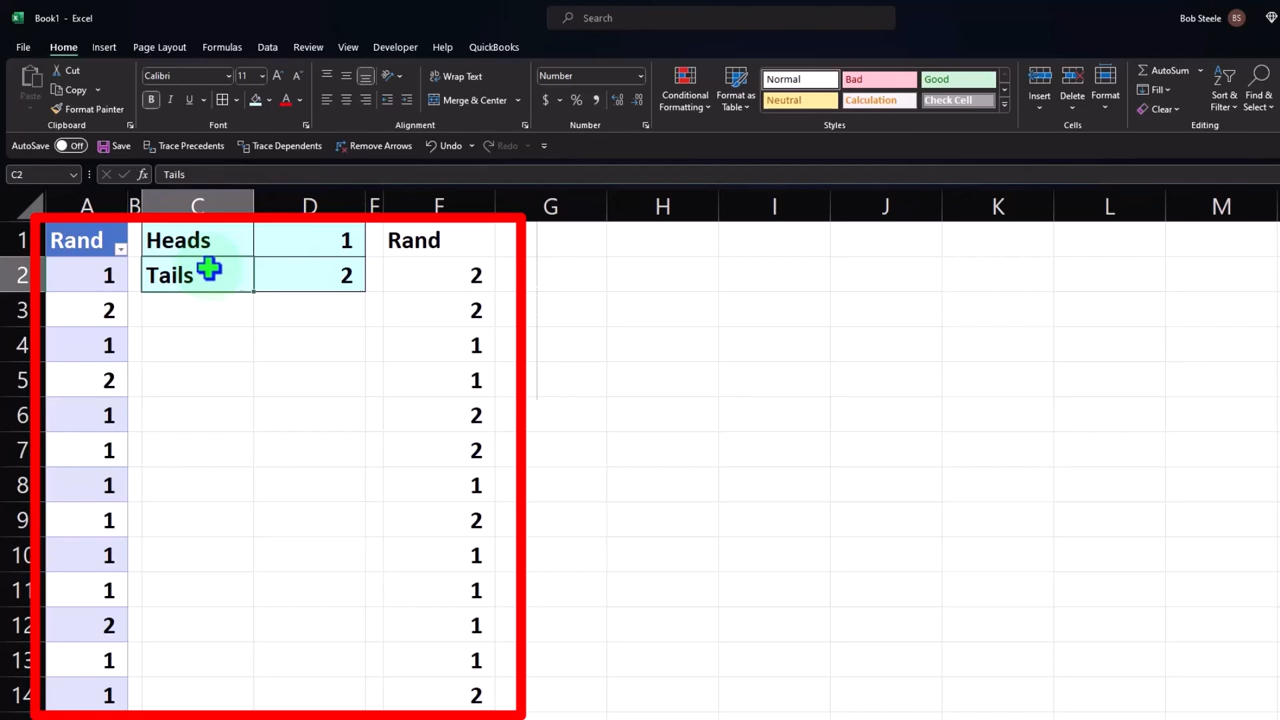 Book1 - Excel
Search
Bob Steele BS
File Home Insert Page Layout Formulas Data Review View Developer Help QuickBooks
Paste
Cut
Copy
Format Painter
Clipboard
Calibri 11
B I U A
Font
Wrap Text
Merge & Center
Alignment
Number
$ % ,
Number
Conditional Formatting
Format as Table
Normal Bad Good
Neutral Calculation Check Cell
Styles
Insert Delete Format
Cells
AutoSum
Fill
Clear
Sort & Filter
Find & Select
Editing
AutoSave Off Save Trace Precedents Trace Dependents Remove Arrows Undo Redo
C2 fx Tails
A B C D E F G H I J K L M
1 Rand Heads 1 Rand
2 1 Tails 2 2
3 2 2
4 1 1
5 2 1
6 1 2
7 1 2
8 1 1
9 1 2
10 1 1
11 1 1
12 2 1
13 1 1
14 1 2